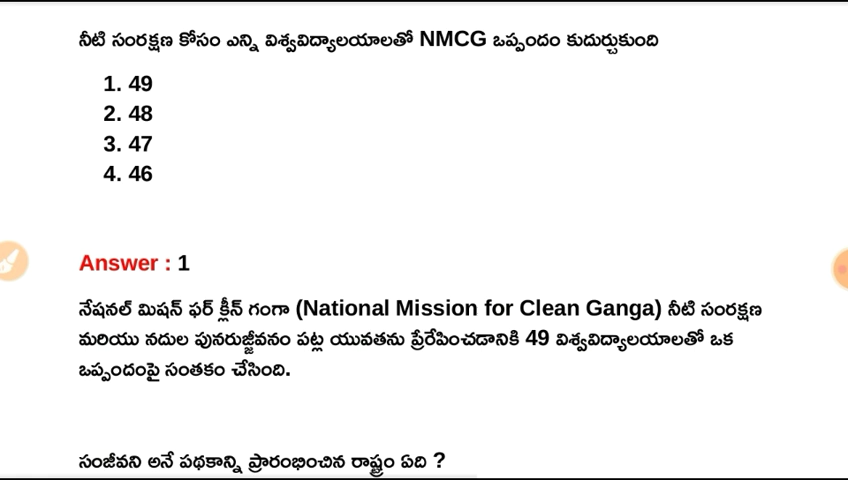 నీటి సంరక్షణ కోసం ఎన్ని విశ్వవిద్యాలయాలతో NMCG ఒప్పందం కుదుర్చుకుంది
1. 49
2. 48
3. 47
4. 46
Answer : 1
నేషనల్ మిషన్ ఫర్ క్లీన్ గంగా (National Mission for Clean Ganga) నీటి సంరక్షణ
మరియు నదుల పునరుజ్జీవనం పట్ల యువతను ప్రేరేపించడానికి 49 విశ్వవిద్యాలయాలతో ఒక
ఒప్పందంపై సంతకం చేసింది.
సంజీవని అనే పథకాన్ని ప్రారంభించిన రాష్ట్రం ఏది ?